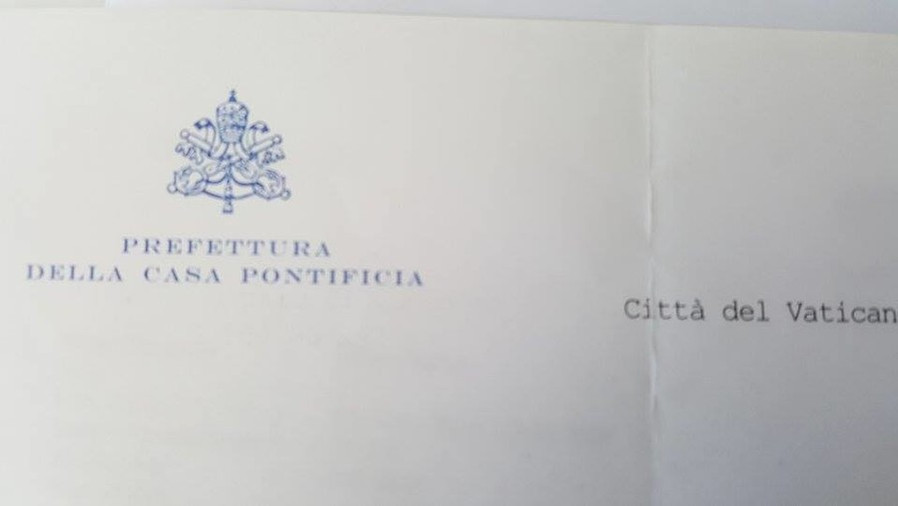 PREFETTURA
DELLA CASA PONTIFICIA
Città del Vatican